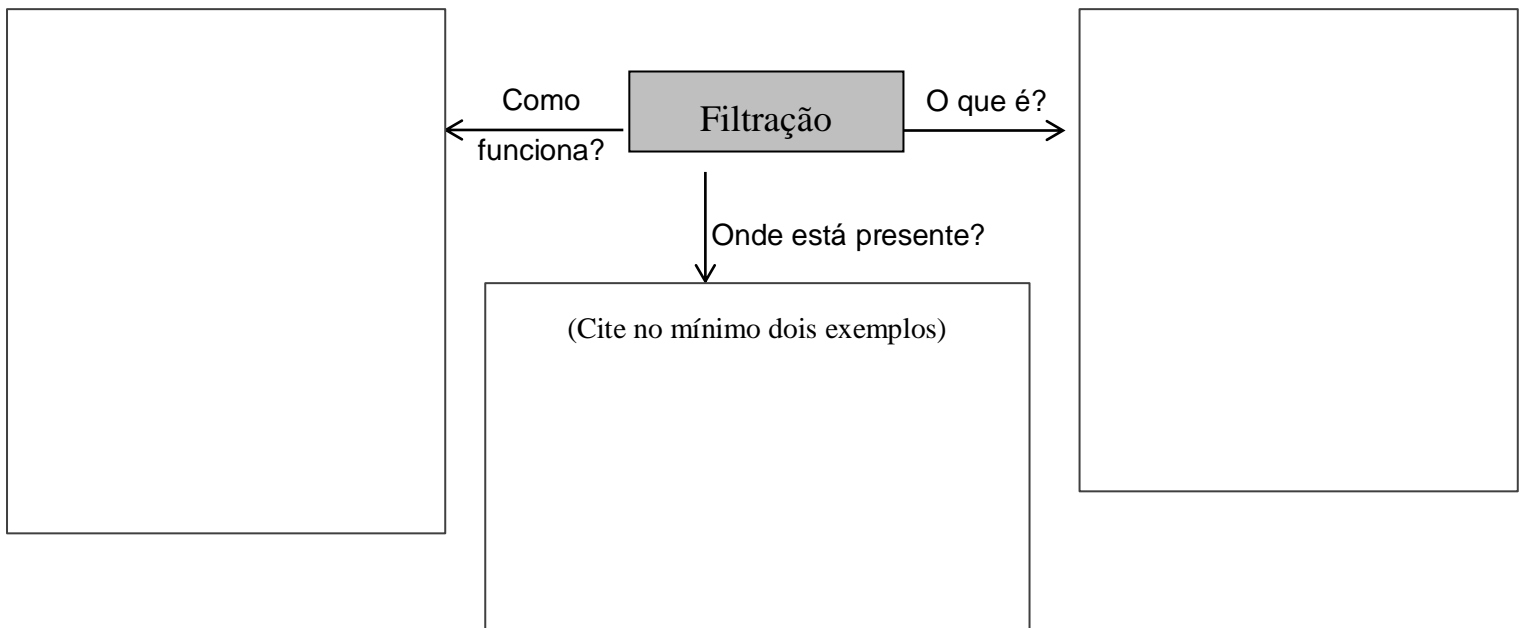 Como
funciona?
Filtração
O que é?
Onde está presente?
(Cite no mínimo dois exemplos)